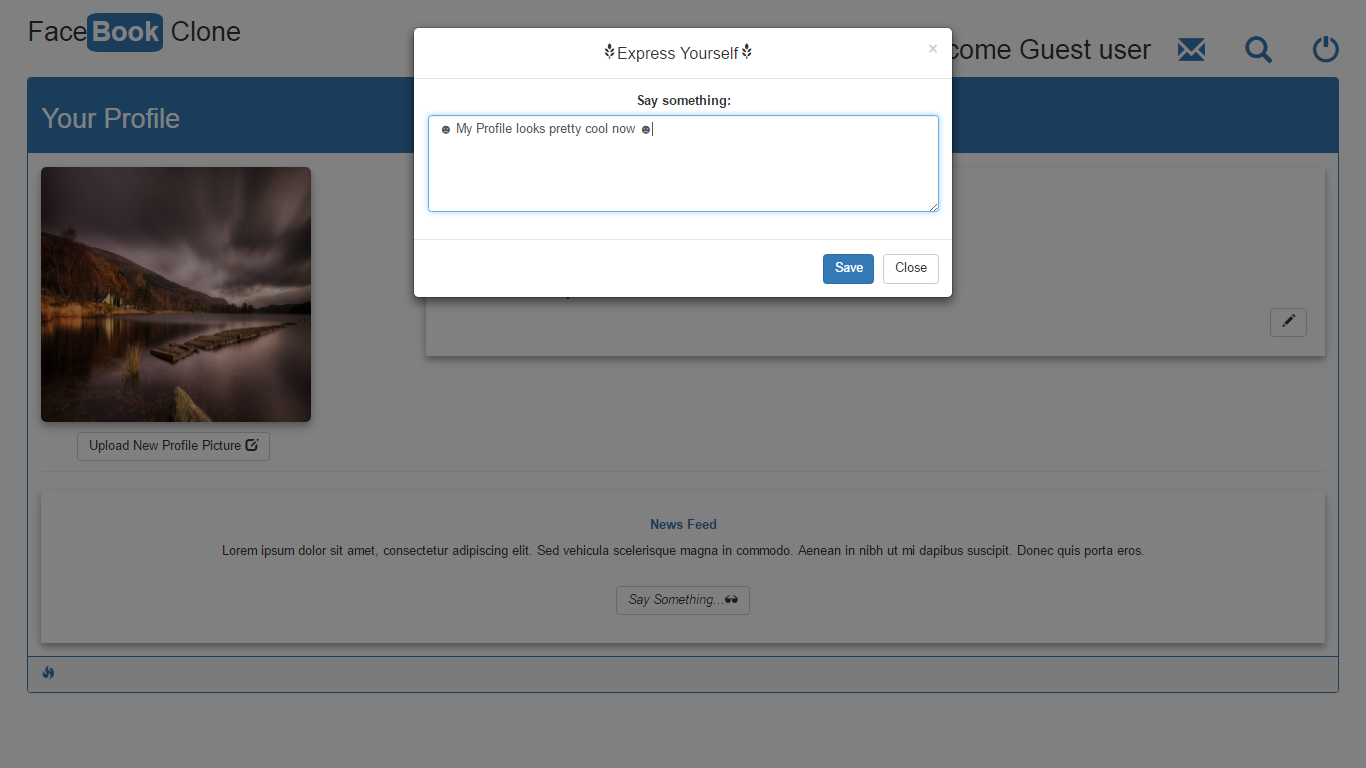 FaceBook Clone
come Guest user
Express Yourself
×
Your Profile
Say something:
☻ My Profile looks pretty cool now ☻
Save Close
Upload New Profile Picture
News Feed
Lorem ipsum dolor sit amet, consectetur adipiscing elit. Sed vehicula scelerisque magna in commodo. Aenean in nibh ut mi dapibus suscipit. Donec quis porta eros.
Say Something...